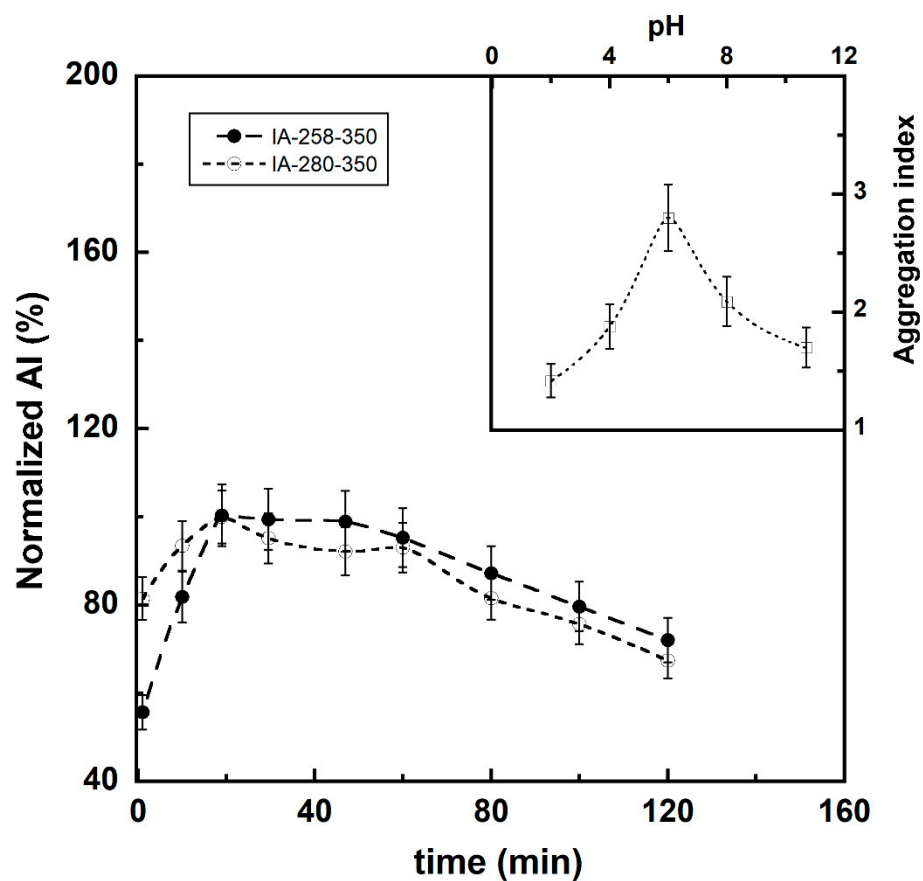 pH
0 4 8 12
200
IA-258-350
IA-280-350
3
Aggregation index
160
2
Normalized AI (%)
120
1
80
40
0 40 80 120 160
time (min)